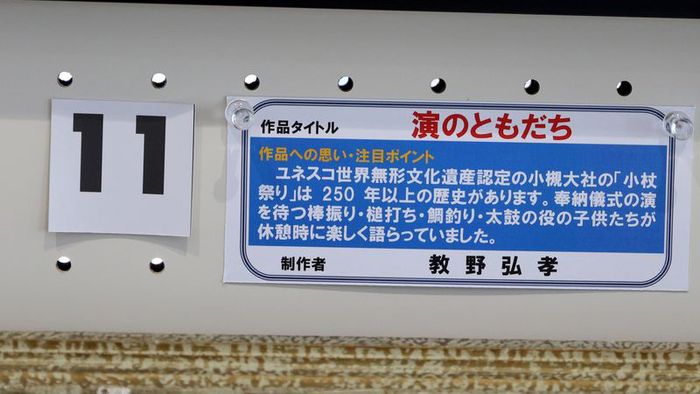 11
作品タイトル 演のともだち
作品への思い・注目ポイント
ユネスコ世界無形文化遺産認定の小槻大社の「小杖
祭り」は 250 年以上の歴史があります。奉納儀式の演
を待つ棒振り・槌打ち・鯛釣り・太鼓の役の子供たちが
休憩時に楽しく語らっていました。
制作者 教野弘孝